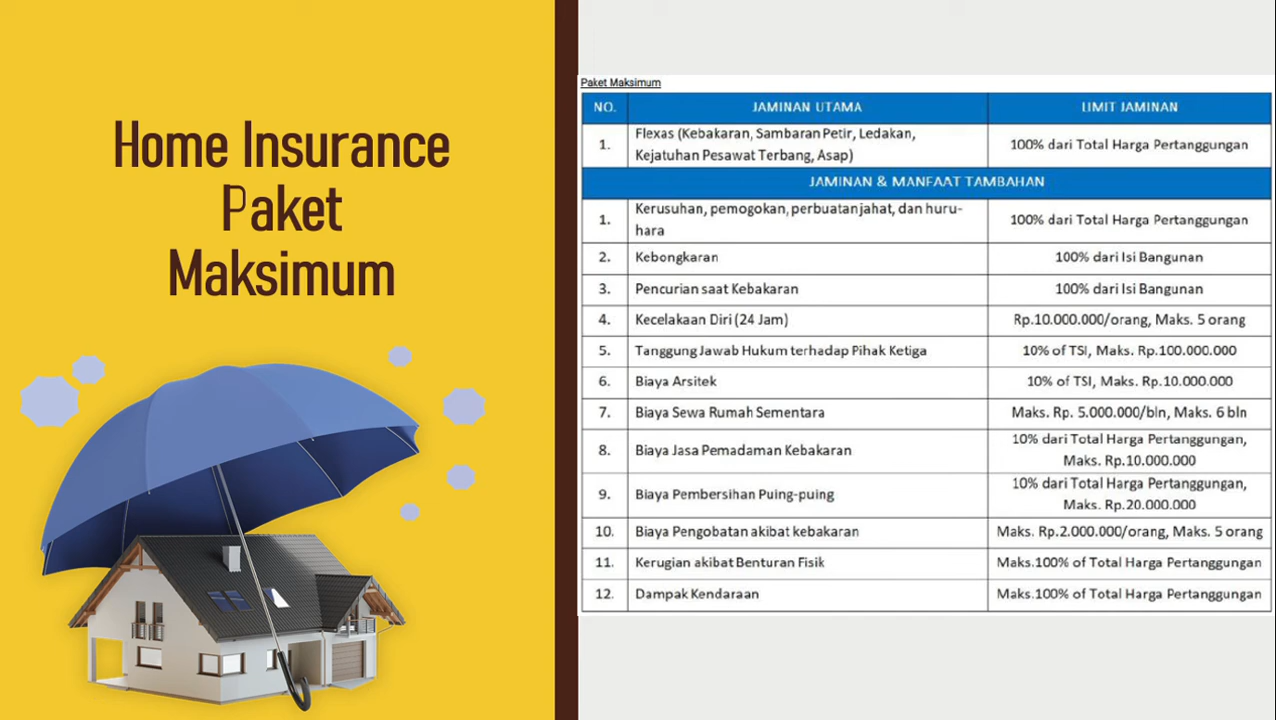 Home Insurance
Paket
Maksimum
Paket Maksimum
NO. JAMINAN UTAMA LIMIT JAMINAN
1. Flexas (Kebakaran, Sambaran Petir, Ledakan,
Kejatuhan Pesawat Terbang, Asap) 100% dari Total Harga Pertanggungan
JAMINAN & MANFAAT TAMBAHAN
1. Kerusuhan, pemogokan, perbuatan jahat, dan huru-
hara 100% dari Total Harga Pertanggungan
2. Kebongkaran 100% dari Isi Bangunan
3. Pencurian saat Kebakaran 100% dari Isi Bangunan
4. Kecelakaan Diri (24 Jam) Rp.10.000.000/orang, Maks. 5 orang
5. Tanggung Jawab Hukum terhadap Pihak Ketiga 10% of TSI, Maks. Rp.100.000.000
6. Biaya Arsitek 10% of TSI, Maks. Rp.10.000.000
7. Biaya Sewa Rumah Sementara Maks. Rp. 5.000.000/bln, Maks. 6 bln
8. Biaya Jasa Pemadaman Kebakaran 10% dari Total Harga Pertanggungan,
Maks. Rp.10.000.000
9. Biaya Pembersihan Puing-puing 10% dari Total Harga Pertanggungan,
Maks. Rp.20.000.000
10. Biaya Pengobatan akibat kebakaran Maks. Rp.2.000.000/orang, Maks. 5 orang
11. Kerugian akibat Benturan Fisik Maks.100% of Total Harga Pertanggungan
12. Dampak Kendaraan Maks.100% of Total Harga Pertanggungan